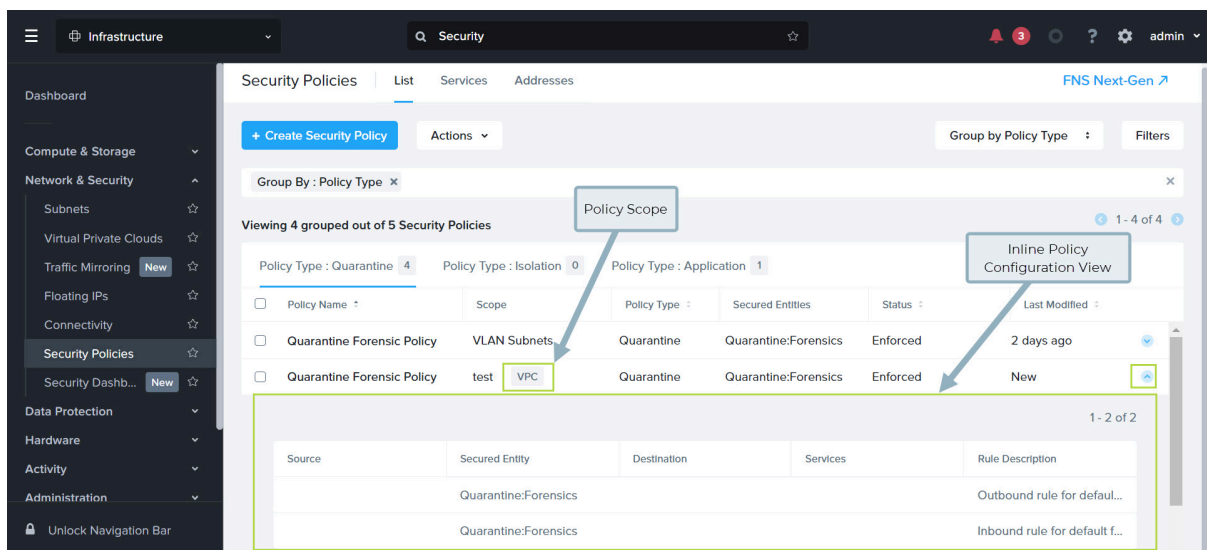 Infrastructure
Security
3
?
admin
Dashboard
Compute & Storage
Network & Security
Subnets
Virtual Private Clouds
Traffic Mirroring New
Floating IPs
Connectivity
Security Policies
Security Dashb... New
Data Protection
Hardware
Activity
Administration
Unlock Navigation Bar
Security Policies List Services Addresses
FNS Next-Gen
+ Create Security Policy Actions
Group by Policy Type Filters
Group By : Policy Type
Policy Scope
Viewing 4 grouped out of 5 Security Policies
1 - 4 of 4
Inline Policy
Configuration View
Policy Type : Quarantine 4 Policy Type : Isolation 0 Policy Type : Application 1
Policy Name Scope Policy Type Secured Entities Status Last Modified
Quarantine Forensic Policy VLAN Subnets Quarantine Quarantine:Forensics Enforced 2 days ago
Quarantine Forensic Policy test VPC Quarantine Quarantine:Forensics Enforced New
1 - 2 of 2
Source Secured Entity Destination Services Rule Description
Quarantine:Forensics Outbound rule for defaul...
Quarantine:Forensics Inbound rule for default f...